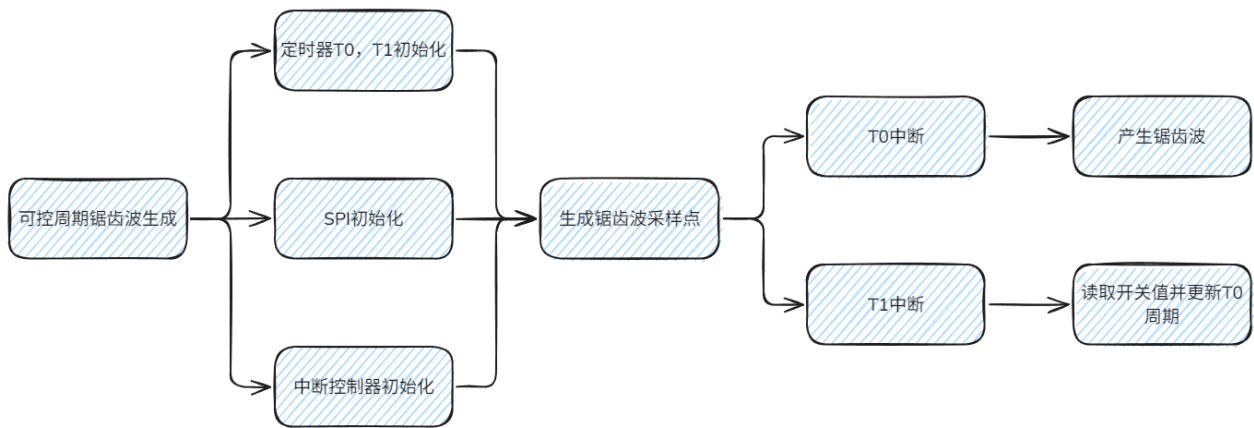 可控周期锯齿波生成
定时器T0，T1初始化
SPI初始化
中断控制器初始化
生成锯齿波采样点
T0中断
产生锯齿波
T1中断
读取开关值并更新T0
周期